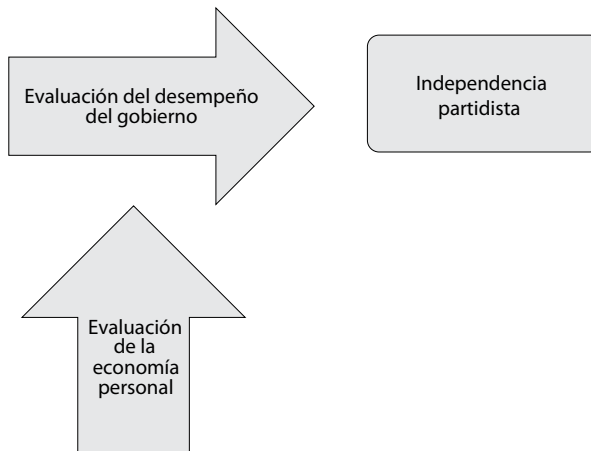 Evaluación del desempeño
del gobierno
Independencia
partidista
Evaluación
de la
economía
personal